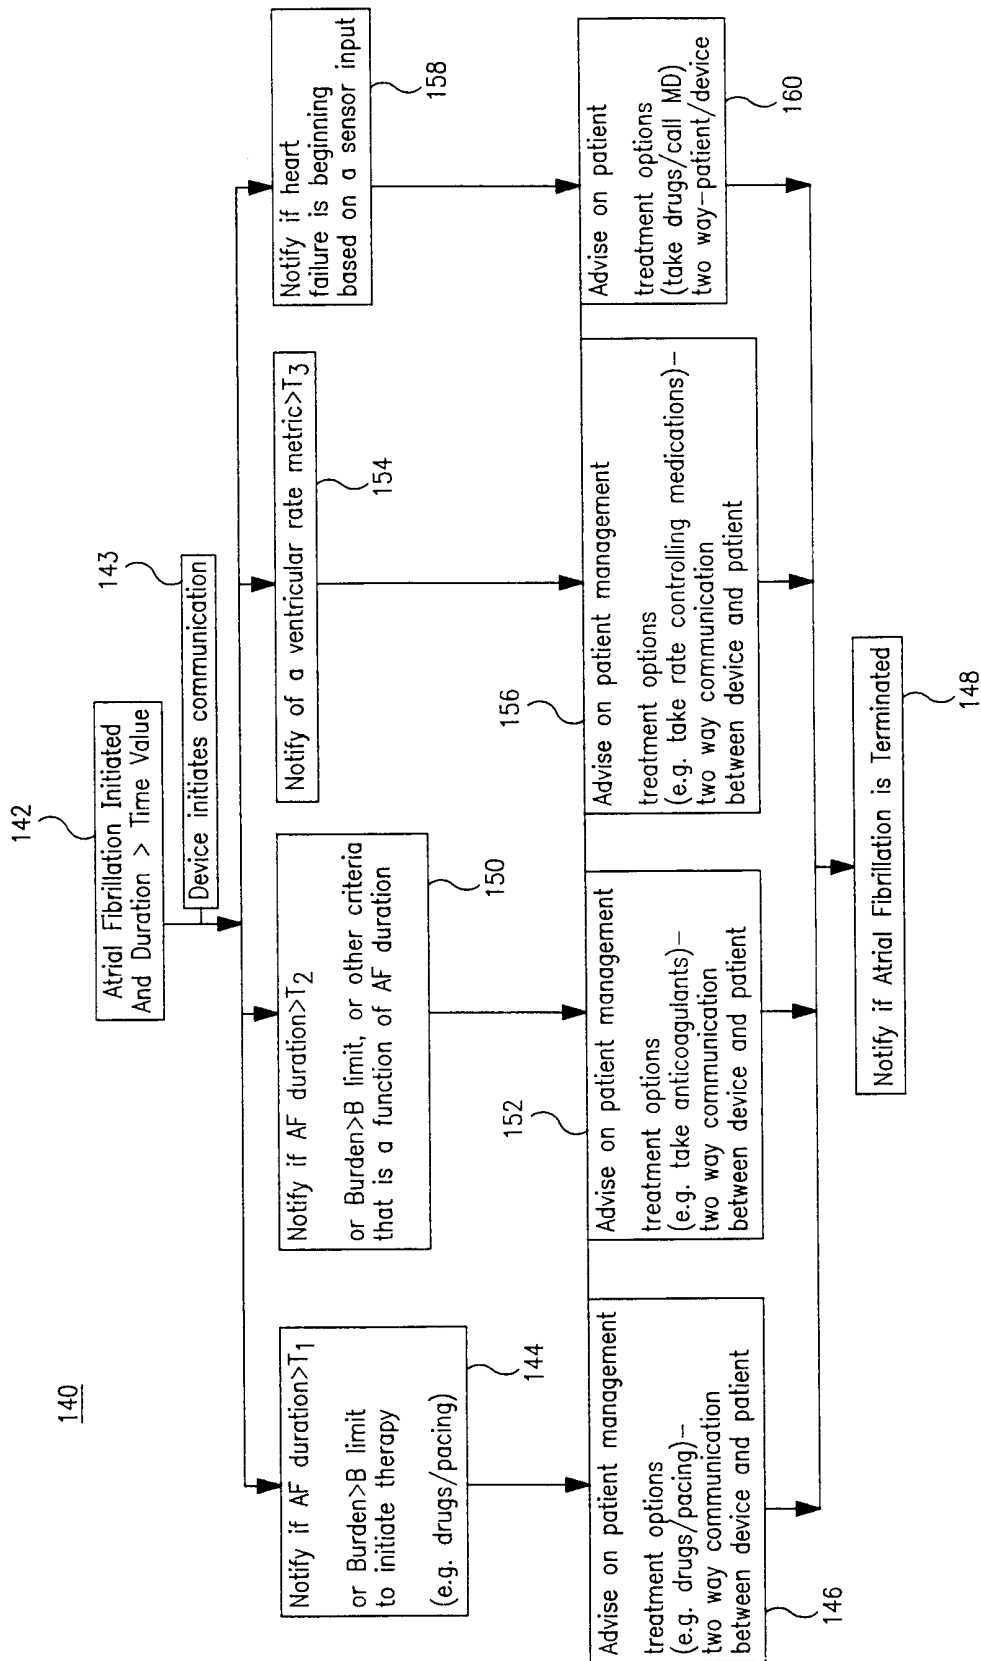 140
142
Atrial Fibrillation Initiated
And Duration > Time Value
143
Device initiates communication
Notify if AF duration>T1
or Burden>B limit
to initiate therapy
(e.g. drugs/pacing)
144
Notify if AF duration>T2
or Burden>B limit, or other criteria
that is a function of AF duration
150
Notify of a ventricular rate metric>T3
154
Notify if heart
failure is beginning
based on a sensor input
158
Advise on patient management
treatment options
(e.g. drugs/pacing)–
two way communication
between device and patient
146
152
Advise on patient management
treatment options
(e.g. take anticoagulants)–
two way communication
between device and patient
156
Advise on patient management
treatment options
(e.g. take rate controlling medications)–
two way communication
between device and patient
Advise on patient
treatment options
(take drugs/call MD)
two way-patient/device
160
Notify if Atrial Fibrillation is Terminated
148